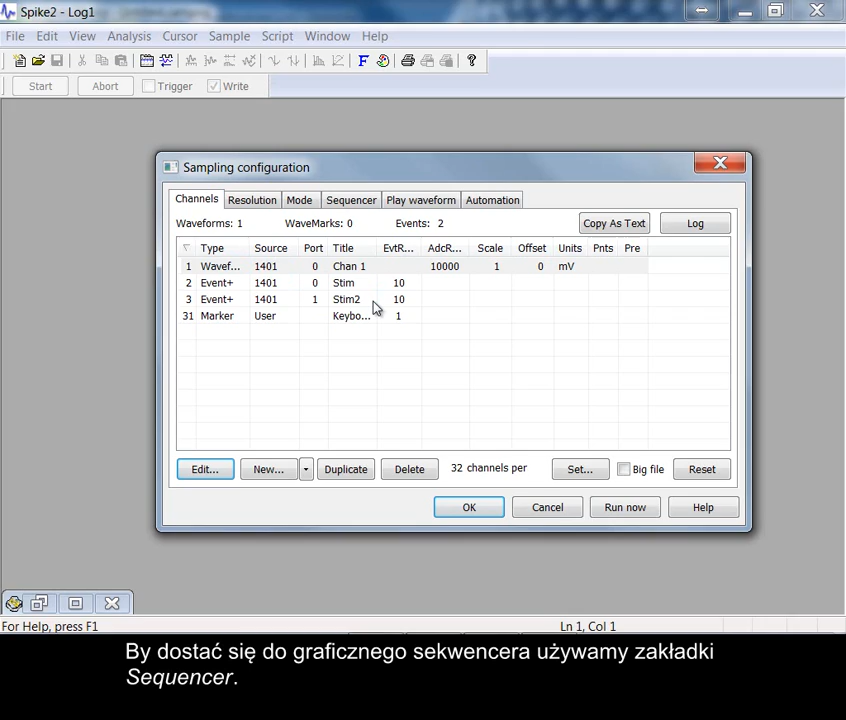 Spike2 - Log1
File Edit View Analysis Cursor Sample Script Window Help
Start Abort Trigger Write
Sampling configuration
Channels Resolution Mode Sequencer Play waveform Automation
Waveforms: 1 WaveMarks: 0 Events: 2 Copy As Text Log
Type Source Port Title EvtR... AdcR... Scale Offset Units Pnts Pre
1 Wavef... 1401 0 Chan 1 10000 1 0 mV
2 Event+ 1401 0 Stim 10
3 Event+ 1401 1 Stim2 10
31 Marker User Keybo... 1
Edit... New... Duplicate Delete 32 channels per Set... Big file Reset
OK Cancel Run now Help
For Help, press F1 Ln 1, Col 1
By dostać się do graficznego sekwencera używamy zakładki
Sequencer.